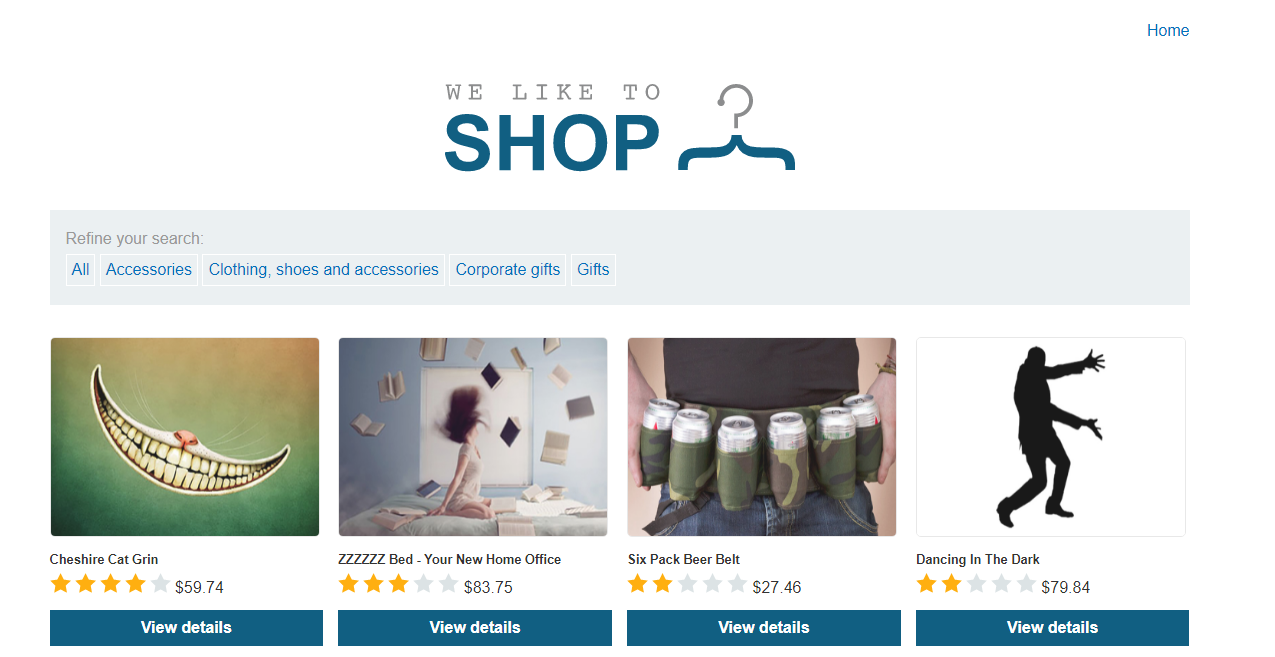 Home
WE LIKE TO
SHOP
Refine your search:
All Accessories Clothing, shoes and accessories Corporate gifts Gifts
Cheshire Cat Grin ZZZZZZ Bed - Your New Home Office Six Pack Beer Belt Dancing In The Dark
$59.74 $83.75 $27.46 $79.84
View details View details View details View details